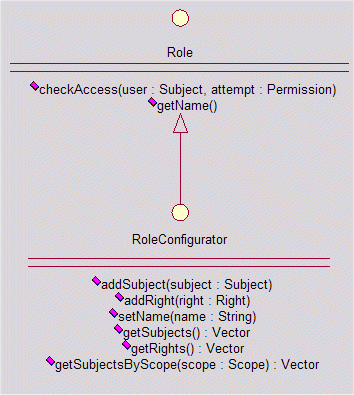 Role
checkAccess(user : Subject, attempt : Permission)
getName()
RoleConfigurator
addSubject(subject : Subject)
addRight(right : Right)
setName(name : String)
getSubjects() : Vector
getRights() : Vector
getSubjectsByScope(scope : Scope) : Vector